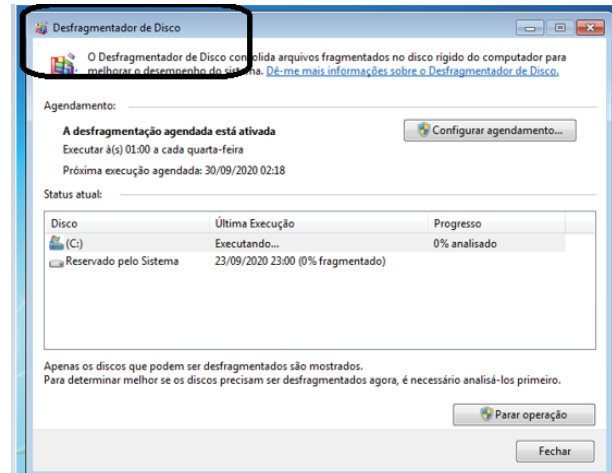 Desfragmentador de Disco
O Desfragmentador de Disco consolida arquivos fragmentados no disco rígido do computador para
melhorar o desempenho do sistema. Dê-me mais informações sobre o Desfragmentador de Disco.
Agendamento:
A desfragmentação agendada está ativada
Configurar agendamento...
Executar à(s) 01:00 a cada quarta-feira
Próxima execução agendada: 30/09/2020 02:18
Status atual:
Disco Última Execução Progresso
(C:) Executando... 0% analisado
Reservado pelo Sistema 23/09/2020 23:00 (0% fragmentado)
Apenas os discos que podem ser desfragmentados são mostrados.
Para determinar melhor se os discos precisam ser desfragmentados agora, é necessário analisá-los primeiro.
Parar operação
Fechar